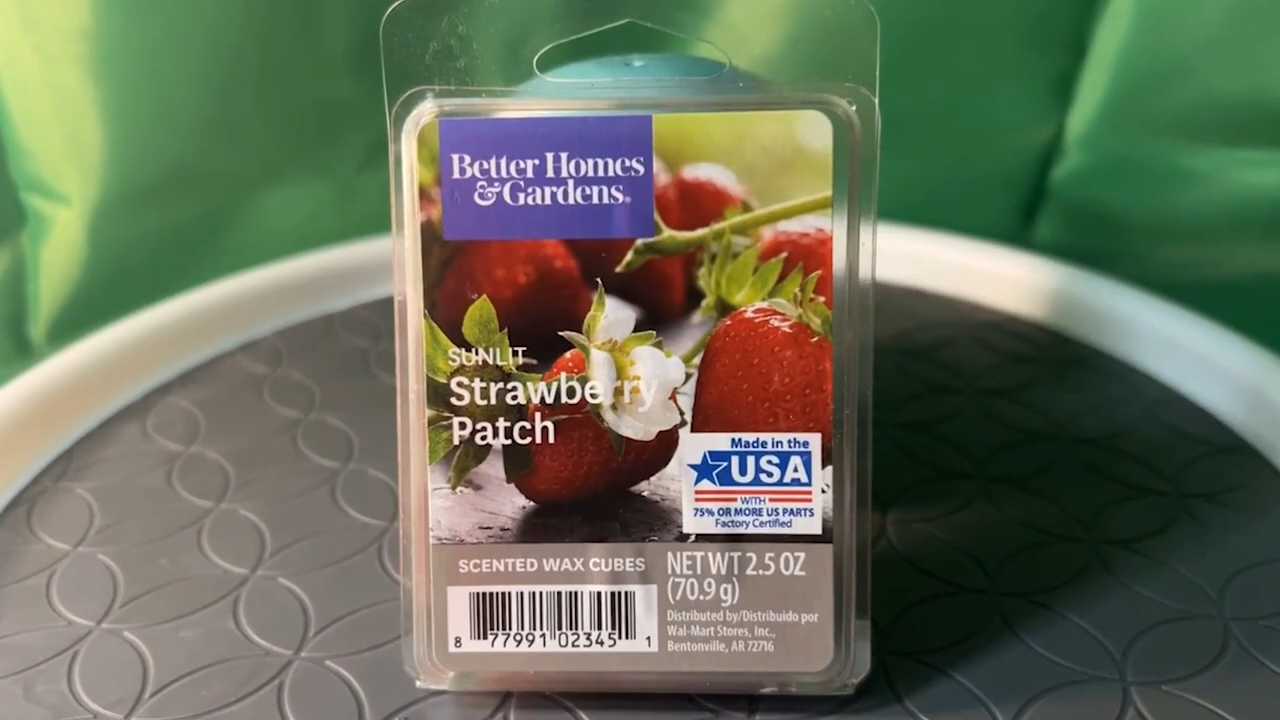 Better Homes
& Gardens®
SUNLIT
Strawberry
Patch
Made in the
USA
WITH
75% OR MORE US PARTS
Factory Certified
SCENTED WAX CUBES
NET WT 2.5 OZ
(70.9 g)
8 77991 02345 1
Distributed by/Distribuido por
Wal-Mart Stores, Inc.,
Bentonville, AR 72716